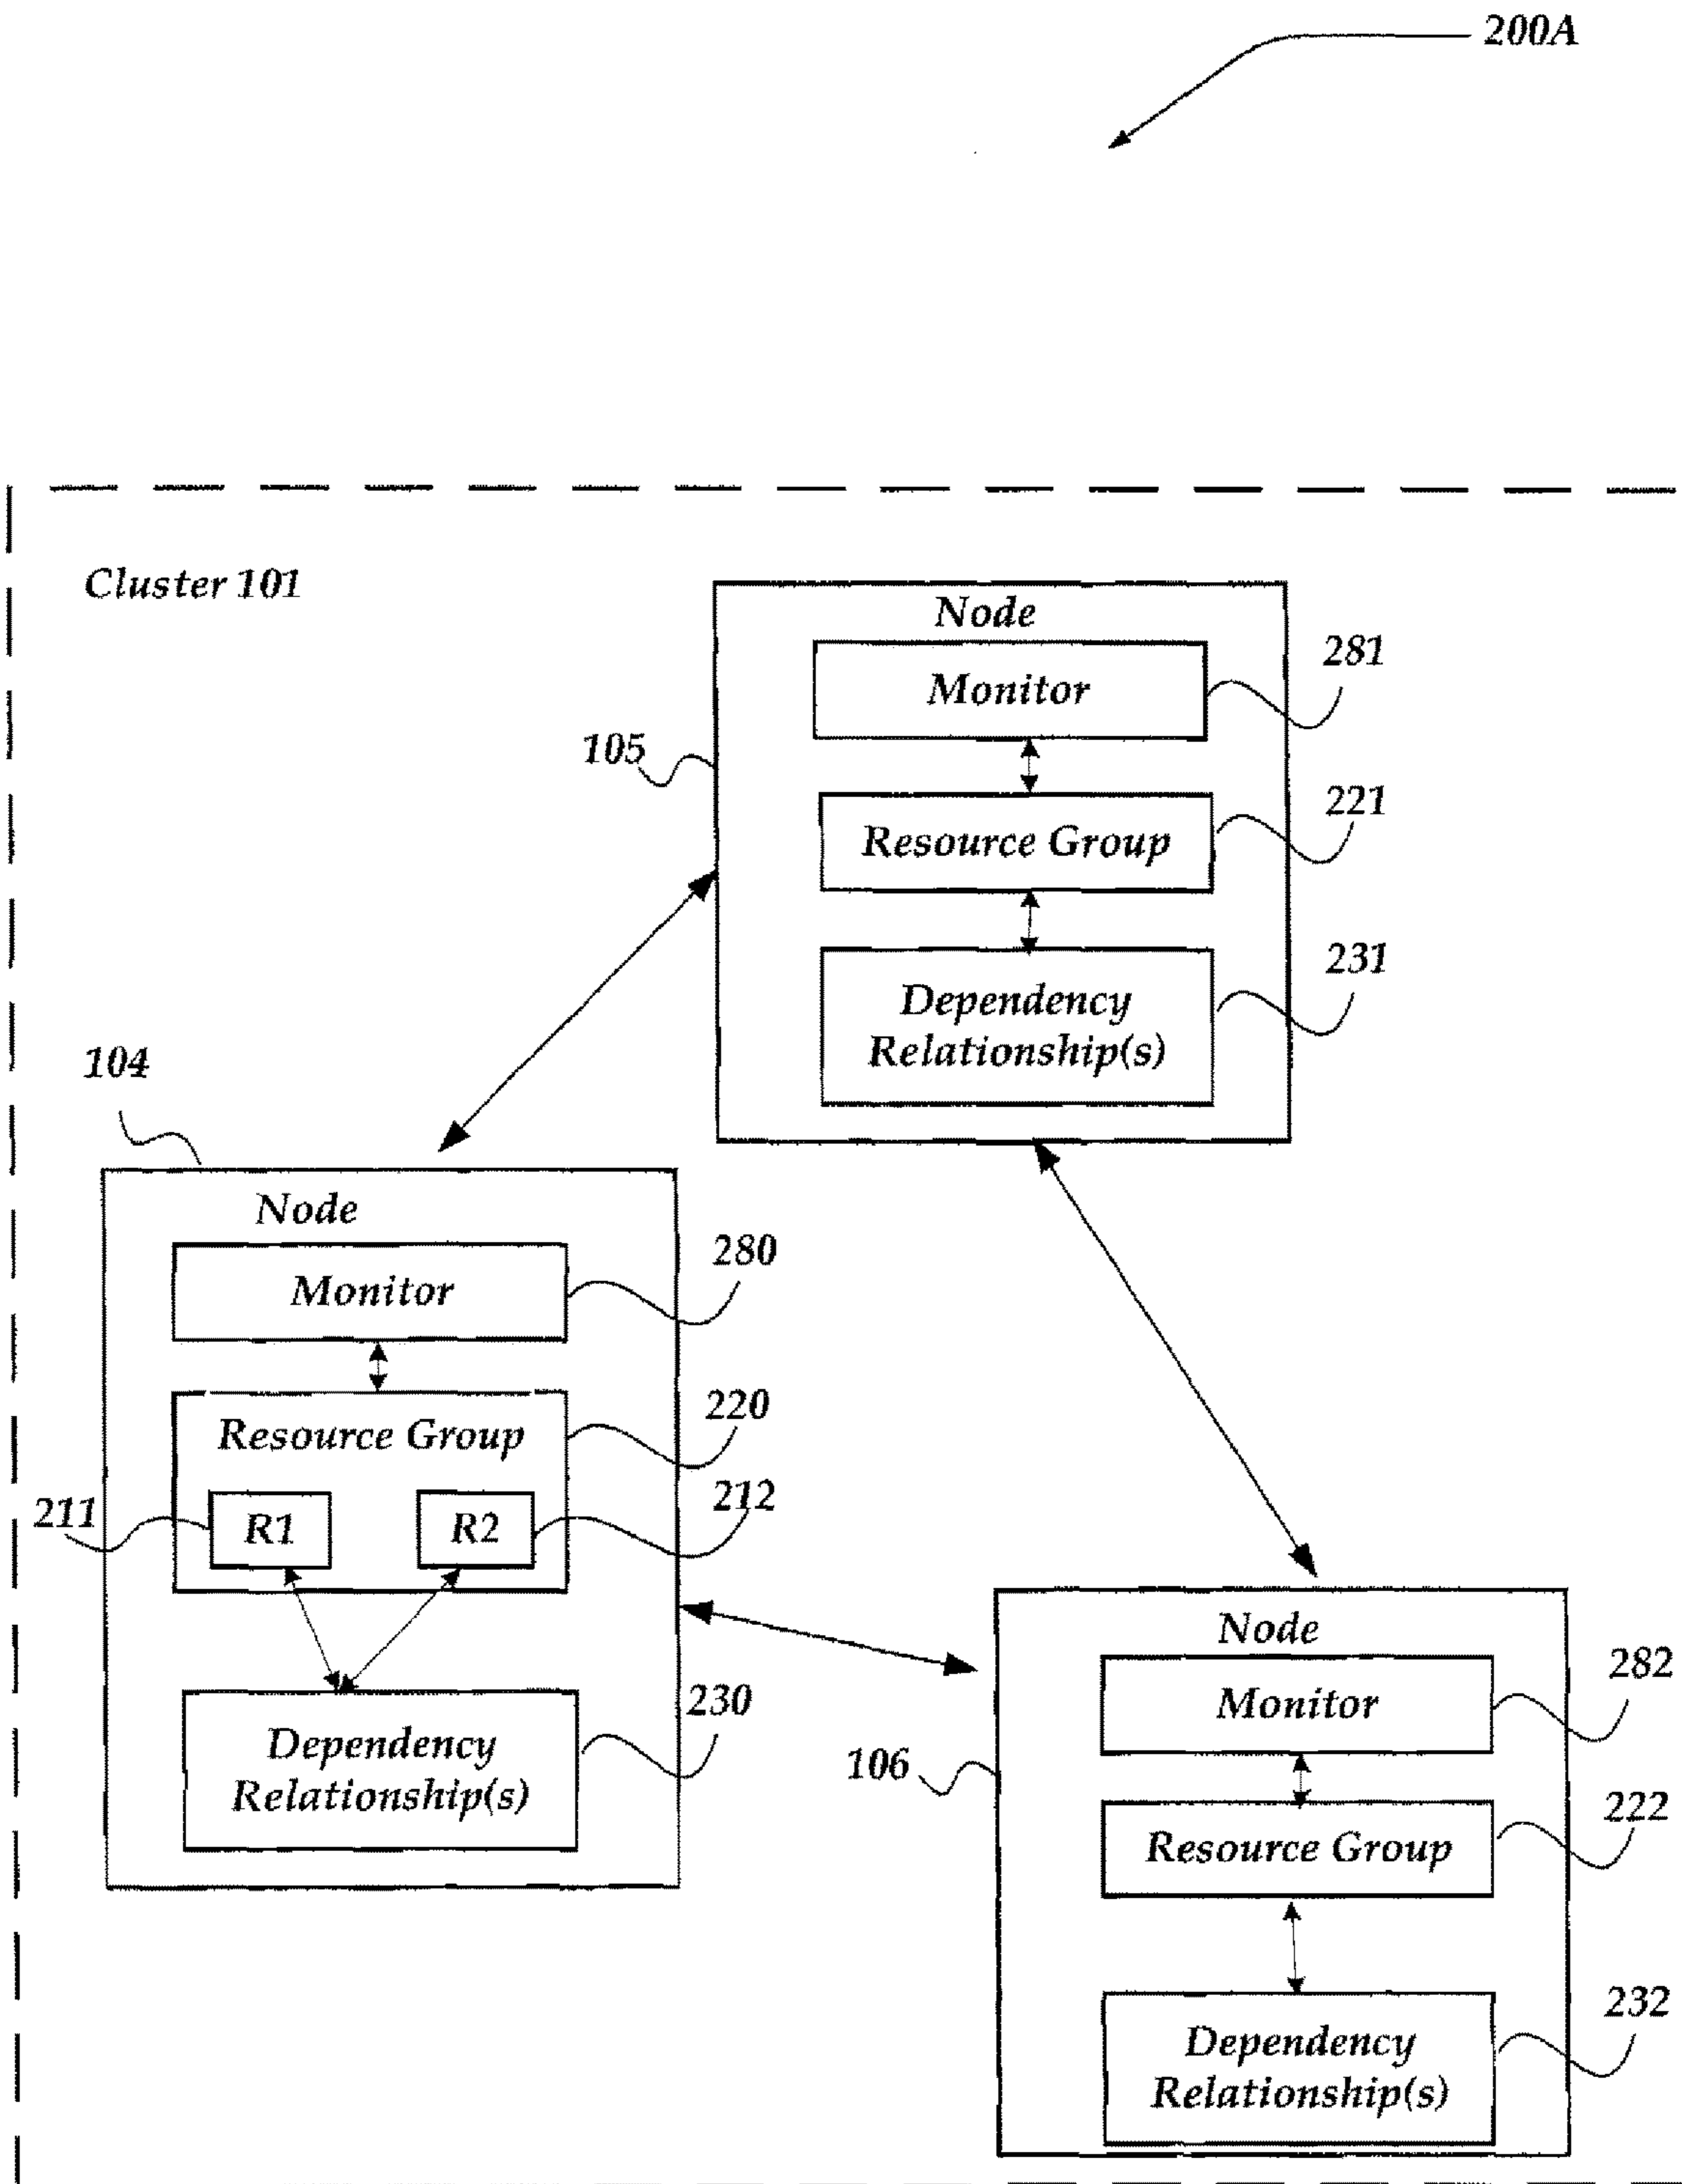 200A
Cluster 101
Node
Monitor
281
105
Resource Group
221
Dependency
Relationship(s)
231
104
Node
Monitor
280
Resource Group
220
211
R1
R2
212
Dependency
Relationship(s)
230
Node
Monitor
282
106
Resource Group
222
Dependency
Relationship(s)
232